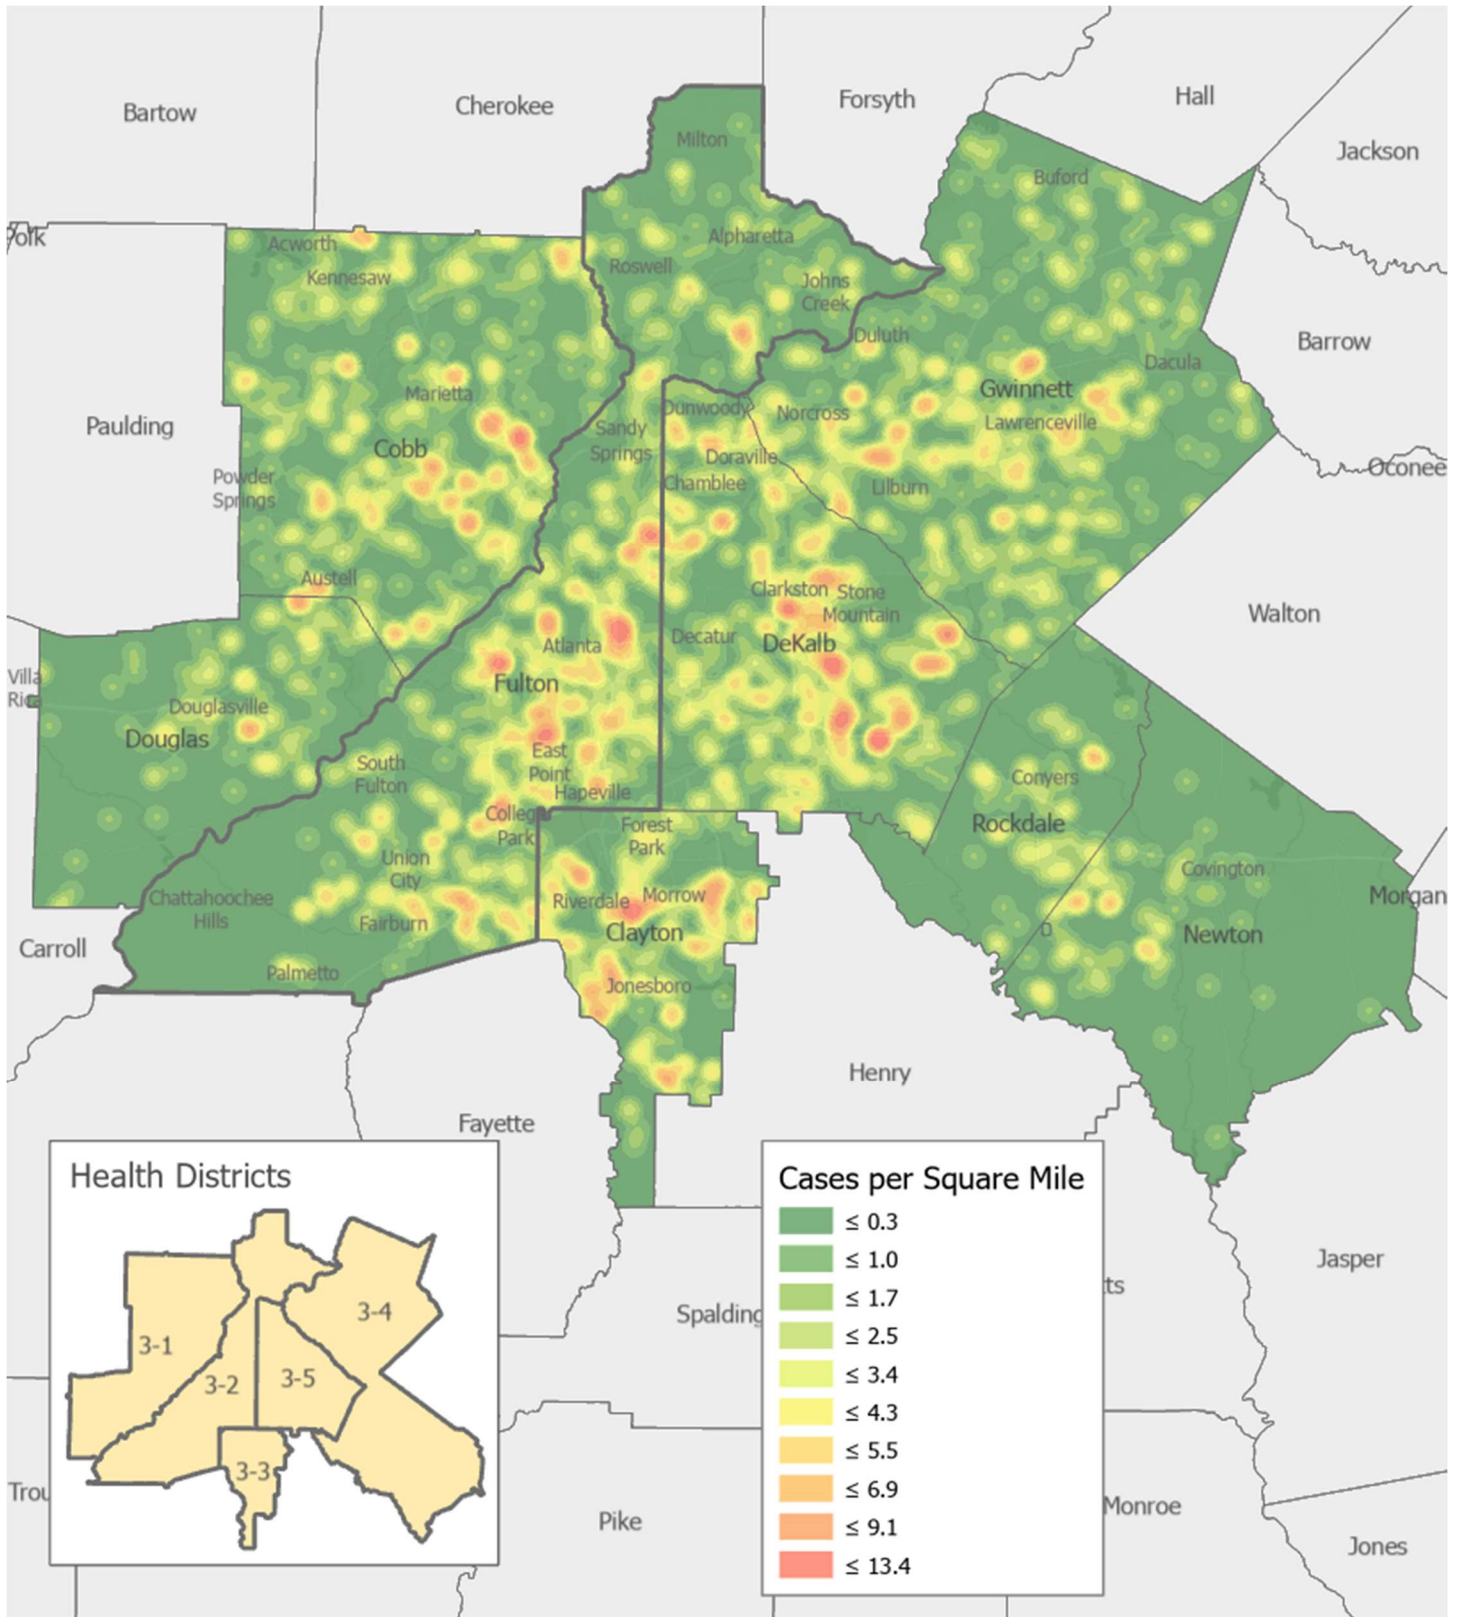 Bartow
Cherokee
Forsyth
Hall
Jackson
Milton
Buford
Acworth
Kennesaw
Roswell
Alpharetta
Johns
Creek
Duluth
Barrow
Dacula
Paulding
Marietta
Cobb
Powder
Springs
Sandy
Springs
Dunwoody
Norcross
Gwinnett
Lawrenceville
Doraville
Chamblee
Lilburn
Oconee
Austell
Clarkston
Stone
Mountain
Walton
Atlanta
Decatur
DeKalb
Fulton
Villa
Douglasville
Douglas
South
Fulton
East
Point
Hapeville
College
Park
Forest
Park
Conyers
Rockdale
Covington
Newton
Morgan
Union
City
Fairburn
Chattahoochee
Hills
Palmetto
Carroll
Riverdale
Morrow
Clayton
Jonesboro
Henry
Fayette
Spalding
Pike
Jasper
ts
Monroe
Jones
Trou
Health Districts
3-1
3-2
3-3
3-4
3-5
Cases per Square Mile
≤ 0.3
≤ 1.0
≤ 1.7
≤ 2.5
≤ 3.4
≤ 4.3
≤ 5.5
≤ 6.9
≤ 9.1
≤ 13.4